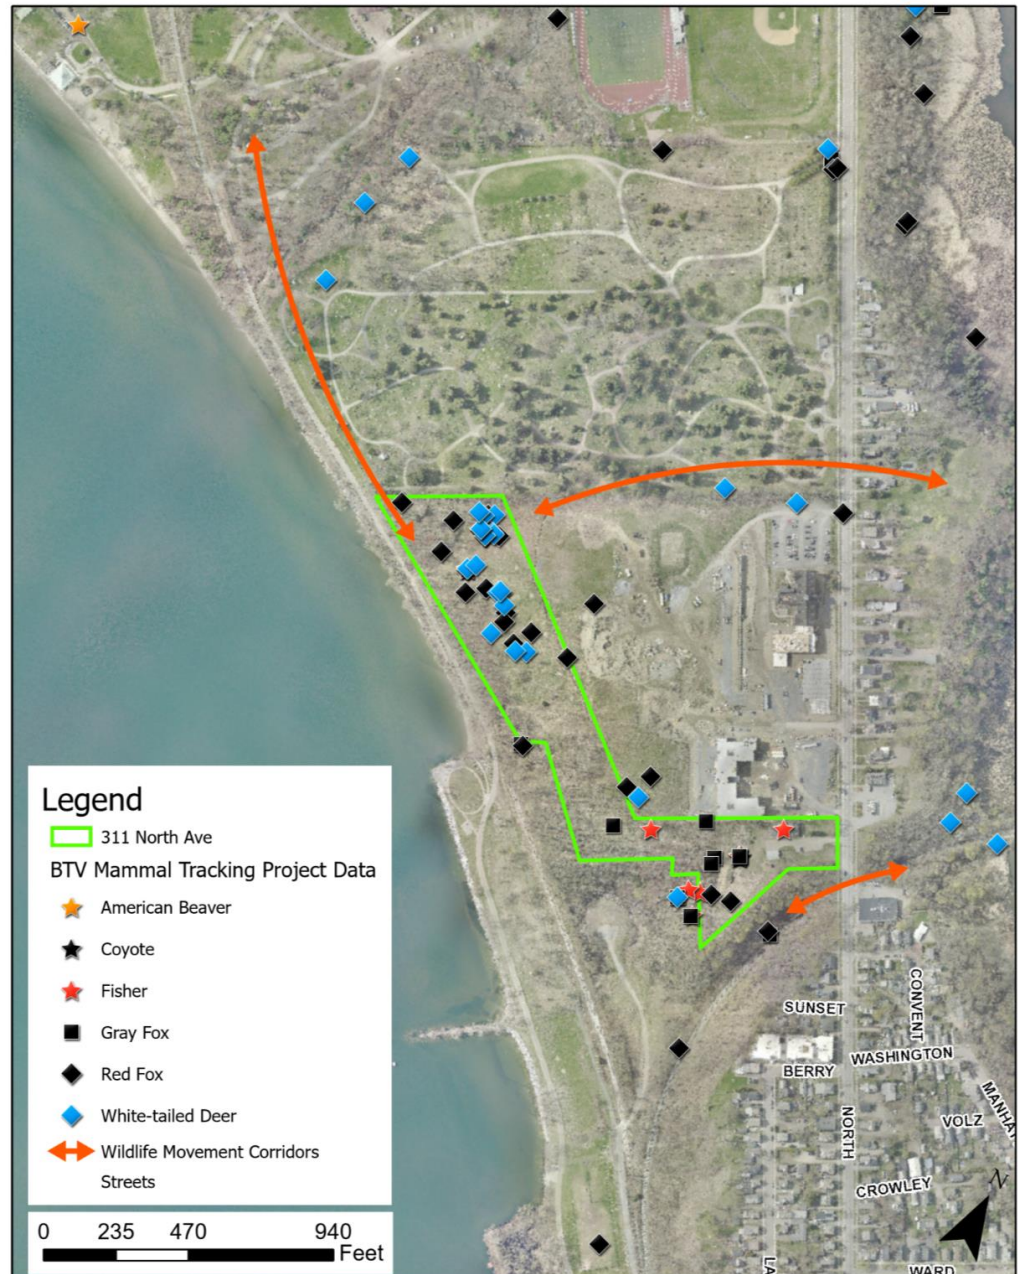 Legend
311 North Ave
BTV Mammal Tracking Project Data
American Beaver
Coyote
Fisher
Gray Fox
Red Fox
White-tailed Deer
Wildlife Movement Corridors
Streets
0 235 470 940
Feet
SUNSET
CONVENT
WASHINGTON
BERRY
NORTH
VOLZ
CROWLEY
WARD
N